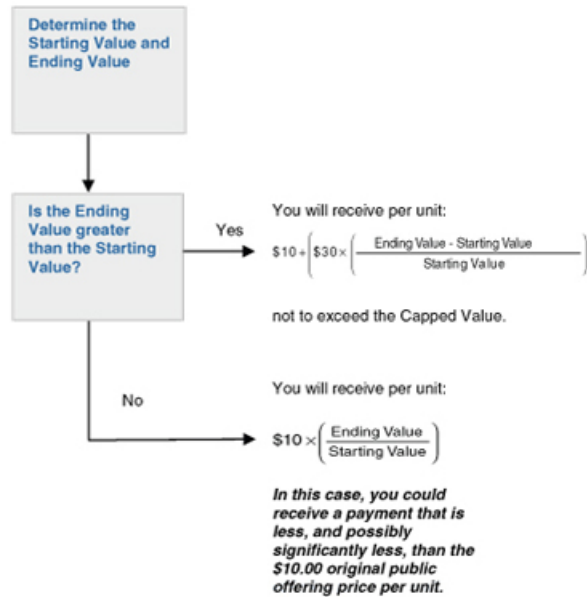 Determine the
Starting Value and
Ending Value
Is the Ending
Value greater
than the Starting
Value?
Yes
You will receive per unit:
$10 + ( $30 × ( Ending Value - Starting Value
Starting Value ) )
not to exceed the Capped Value.
No
You will receive per unit:
$10 × ( Ending Value
Starting Value )
In this case, you could
receive a payment that is
less, and possibly
significantly less, than the
$10.00 original public
offering price per unit.